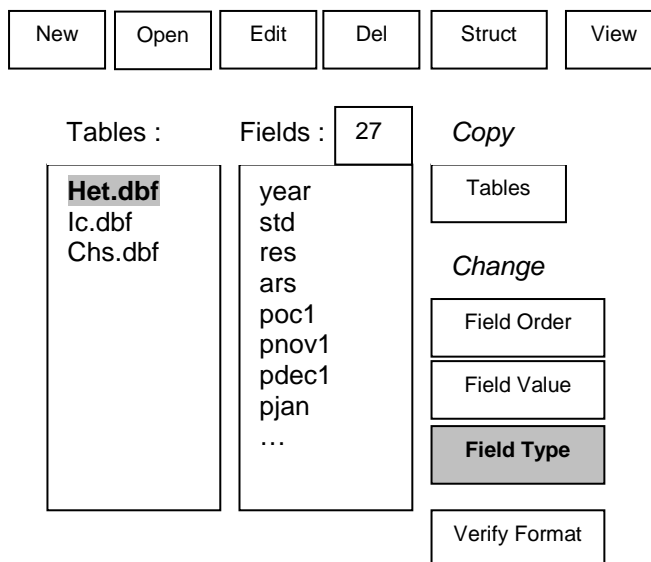 New Open Edit Del Struct View
Tables : Fields : 27 Copy
Het.dbf
Ic.dbf
Chs.dbf
year
std
res
ars
poc1
pnov1
pdec1
pjan
…
Tables
Change
Field Order
Field Value
Field Type
Verify Format